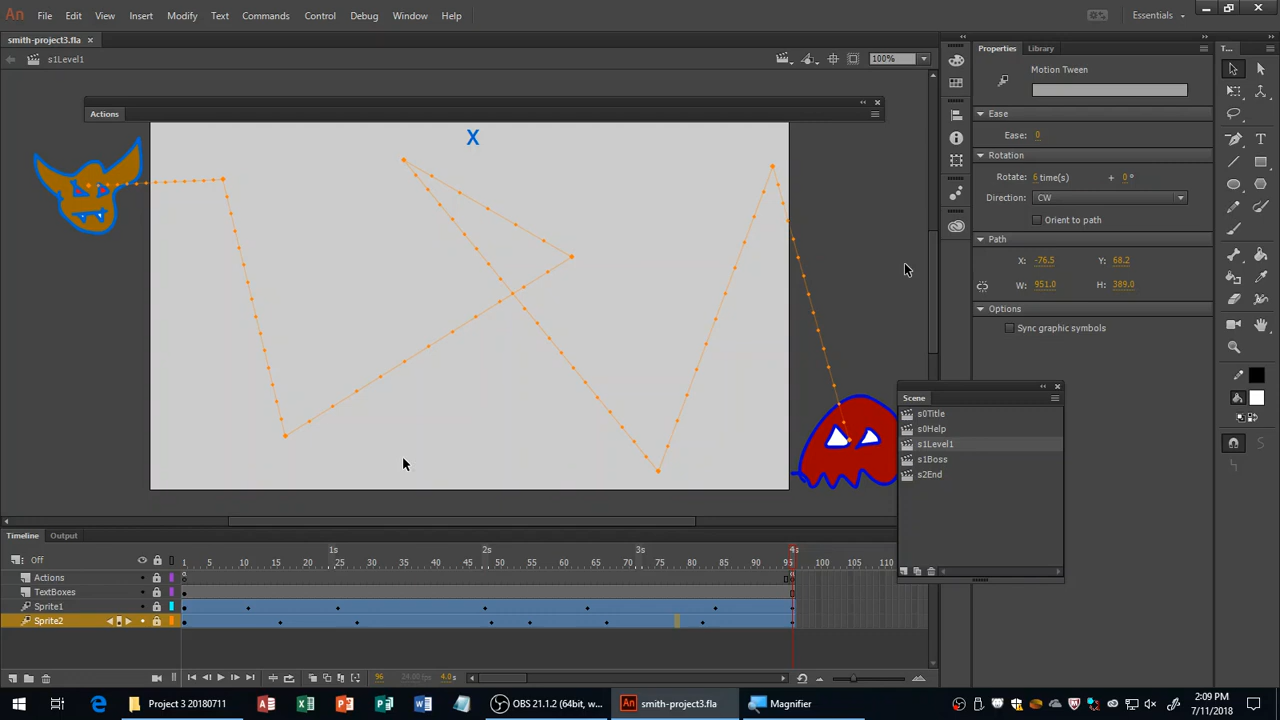 An File Edit View Insert Modify Text Commands Control Debug Window Help Essentials
smith-project3.fla ×
s1Level1 100%
Properties Library T...
Motion Tween
Actions
X
Ease
Ease: 0
Rotation
Rotate: 6 time(s) + 0 °
Direction: CW
Orient to path
Path
X: -76.5 Y: 68.2
W: 951.0 H: 389.0
Options
Sync graphic symbols
Scene
s0Title
s0Help
s1Level1
s1Boss
s2End
Timeline Output
Off 1s 2s 3s 4s
1 5 10 15 20 25 30 35 40 45 50 55 60 65 70 75 80 85 90 95 100 105 110
Actions
TextBoxes
Sprite1
Sprite2
96 24.00 fps 4.0s
Project 3 20180711 OBS 21.1.2 (64bit, w... smith-project3.fla Magnifier
2:09 PM
7/11/2018